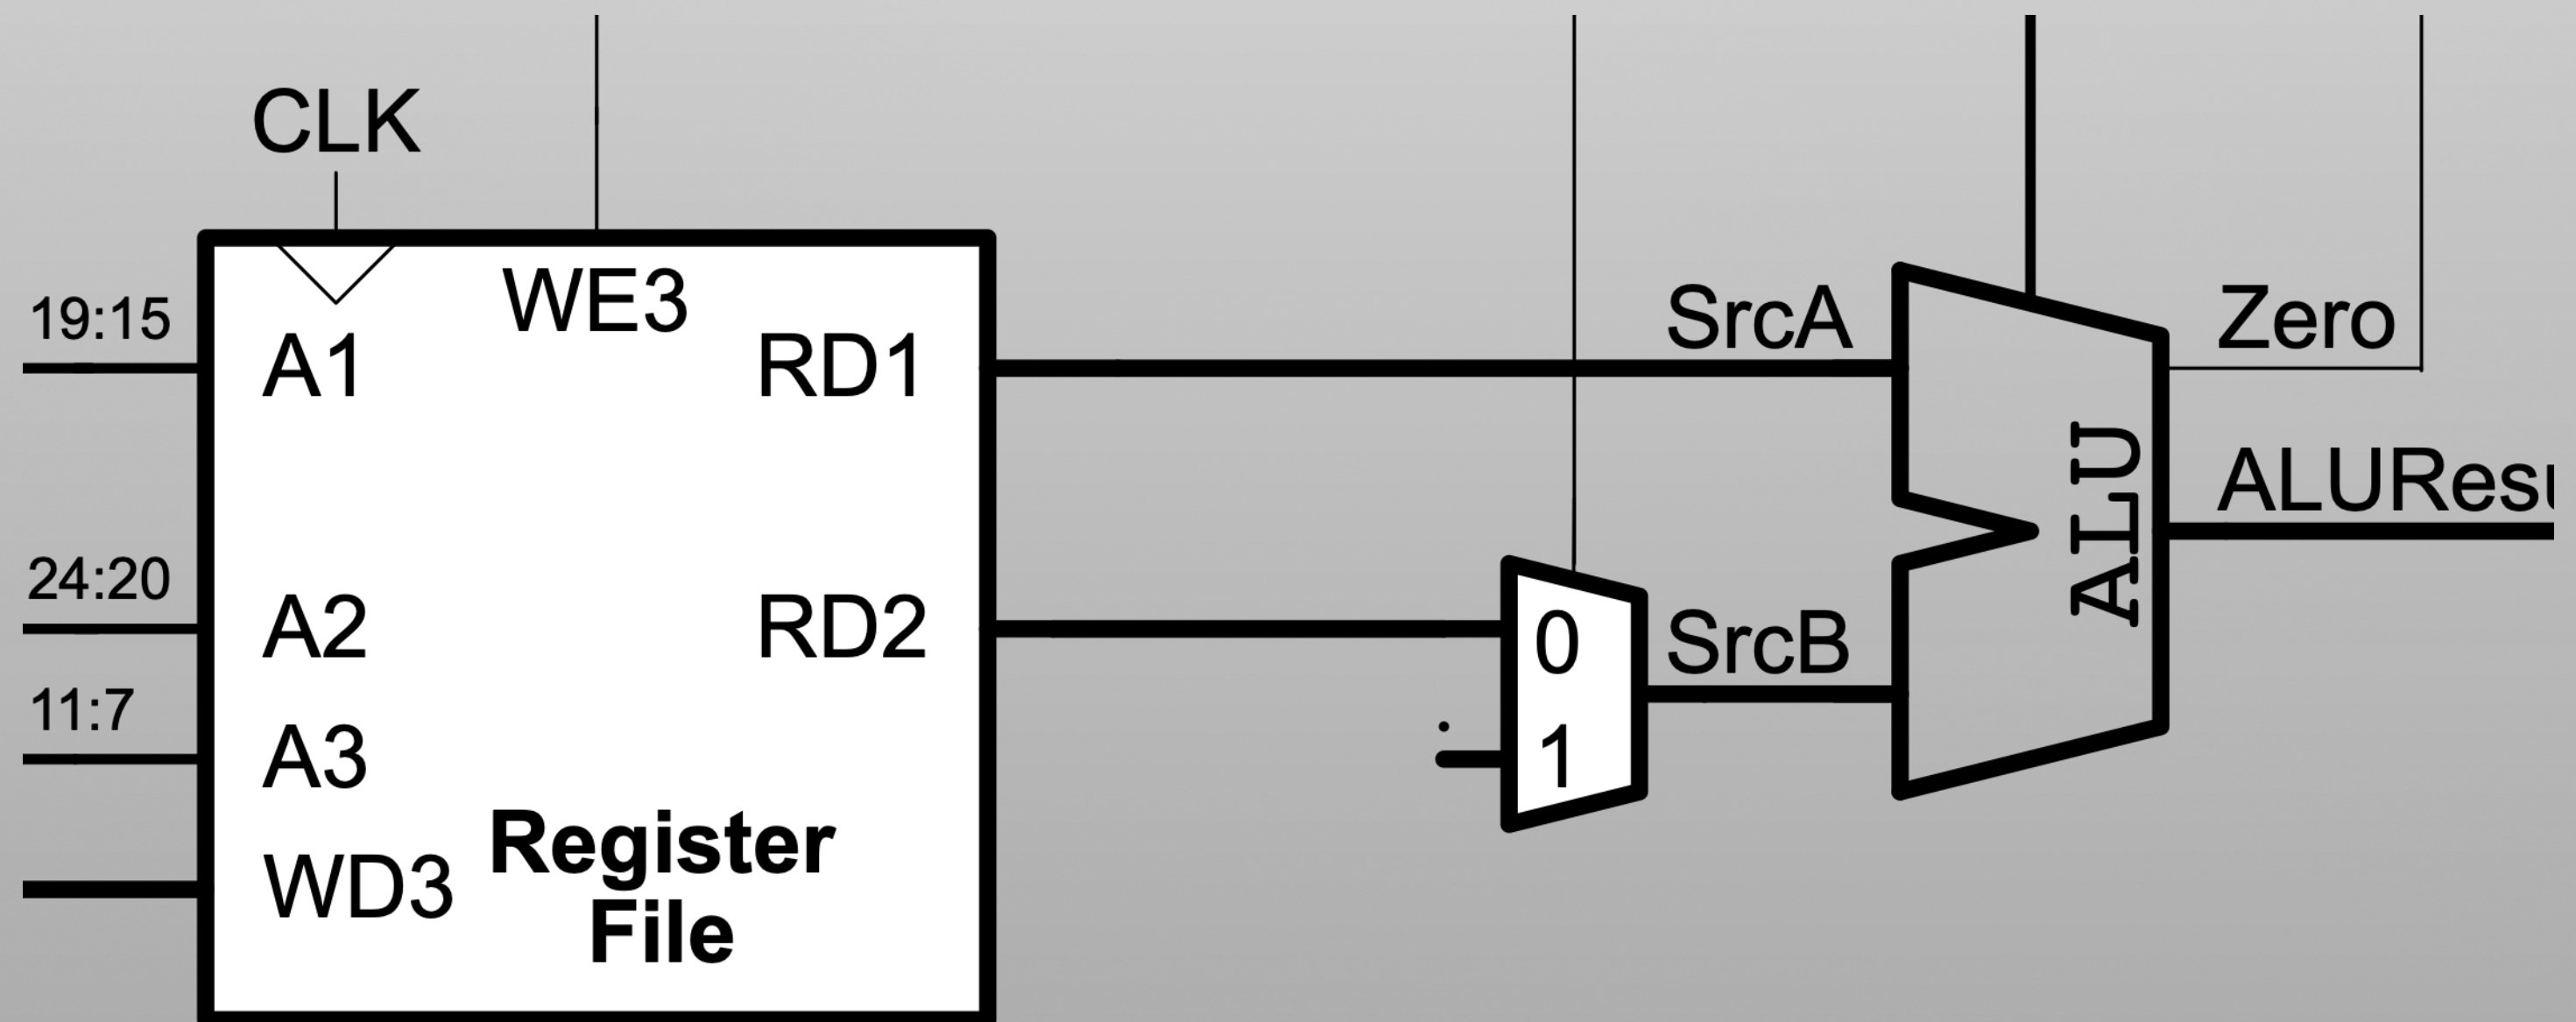 CLK
WE3
19:15
A1
RD1
SrcA
Zero
ALU
ALUResu
24:20
A2
RD2
0
SrcB
11:7
A3
1
WD3
Register
File